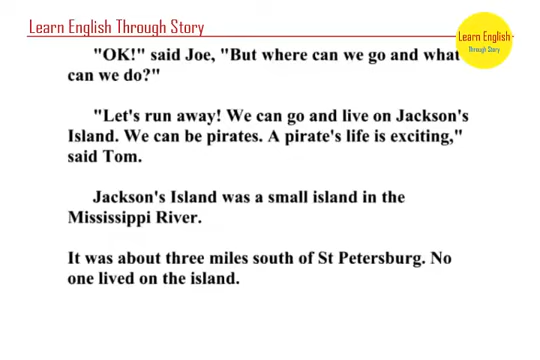 Learn English Through Story
Learn English
Through Story
"OK!" said Joe, "But where can we go and what
can we do?"
"Let's run away! We can go and live on Jackson's
Island. We can be pirates. A pirate's life is exciting,"
said Tom.
Jackson's Island was a small island in the
Mississippi River.
It was about three miles south of St Petersburg. No
one lived on the island.